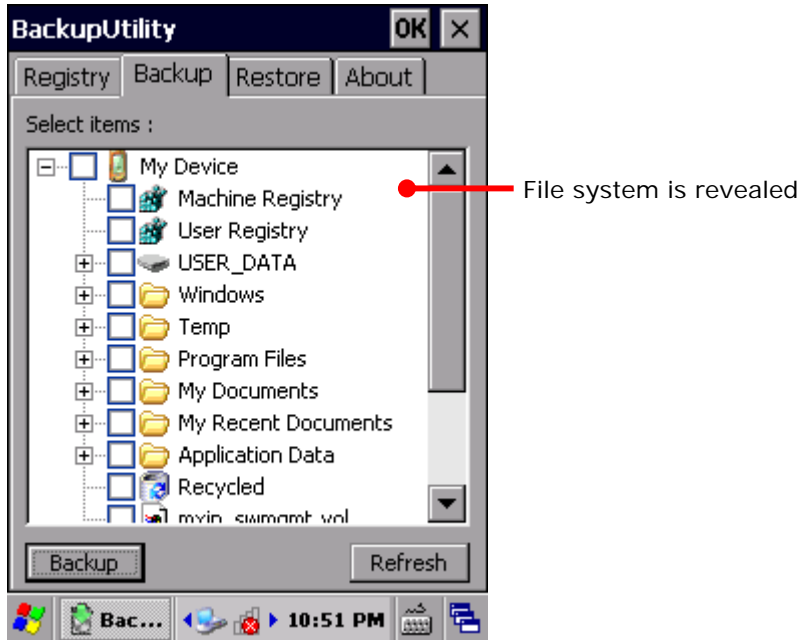 BackupUtility OK
Registry Backup Restore About
Select items :
My Device
Machine Registry
File system is revealed
User Registry
USER_DATA
Windows
Temp
Program Files
My Documents
My Recent Documents
Application Data
Recycled
mxip_swmgmt_vol
Backup Refresh
Bac... 10:51 PM